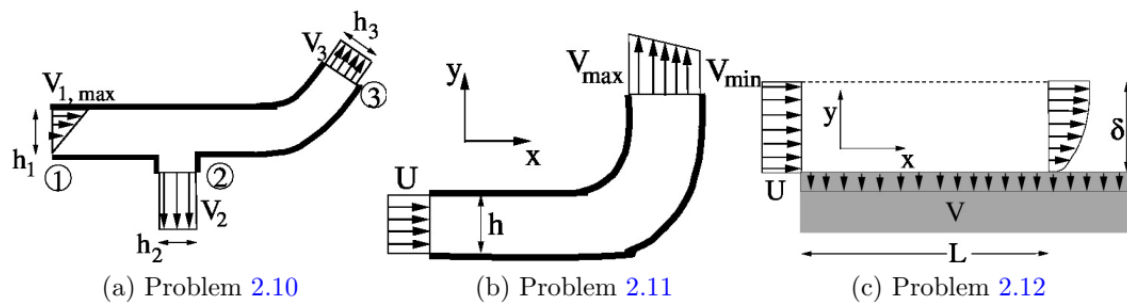 V1, max
h1
①
h2
V2
②
V3
h3
③
y
x
U
h
Vmax
Vmin
y
x
U
V
L
δ
(a) Problem 2.10
(b) Problem 2.11
(c) Problem 2.12